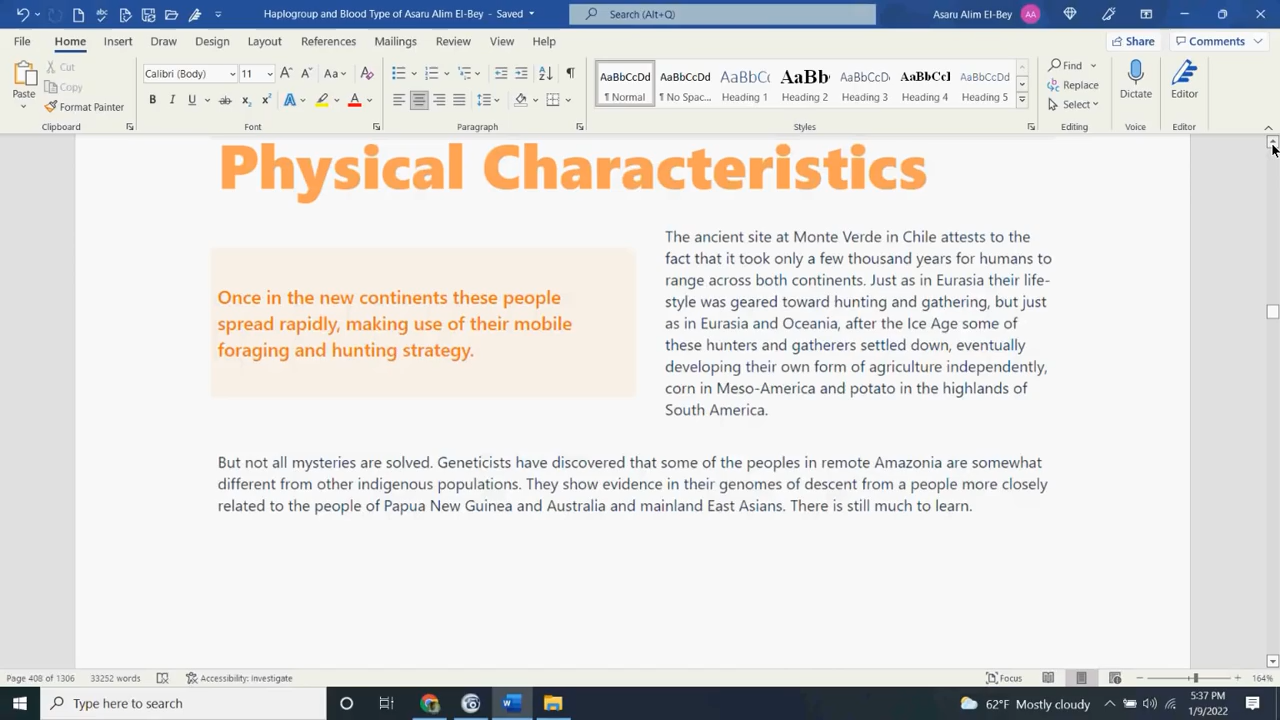 Haplogroup and Blood Type of Asaru Alim El-Bey - Saved
Search (Alt+Q)
Asaru Alim El-Bey
AA
File Home Insert Draw Design Layout References Mailings Review View Help
Share
Comments
Paste
Cut
Copy
Format Painter
Clipboard
Calibri (Body) 11
Font
Paragraph
AaBbCcDd AaBbCcDd AaBbCc AaBb AaBbCcDd AaBbCcI AaBbCcDd
¶ Normal ¶ No Spac... Heading 1 Heading 2 Heading 3 Heading 4 Heading 5
Styles
Find
Replace
Select
Editing
Dictate
Voice
Editor
Editor
Physical Characteristics
Once in the new continents these people
spread rapidly, making use of their mobile
foraging and hunting strategy.
The ancient site at Monte Verde in Chile attests to the
fact that it took only a few thousand years for humans to
range across both continents. Just as in Eurasia their life-
style was geared toward hunting and gathering, but just
as in Eurasia and Oceania, after the Ice Age some of
these hunters and gatherers settled down, eventually
developing their own form of agriculture independently,
corn in Meso-America and potato in the highlands of
South America.
But not all mysteries are solved. Geneticists have discovered that some of the peoples in remote Amazonia are somewhat
different from other indigenous populations. They show evidence in their genomes of descent from a people more closely
related to the people of Papua New Guinea and Australia and mainland East Asians. There is still much to learn.
Page 408 of 1306 33252 words Accessibility: investigate
Focus
164%
Type here to search
62°F Mostly cloudy
5:37 PM
1/9/2022